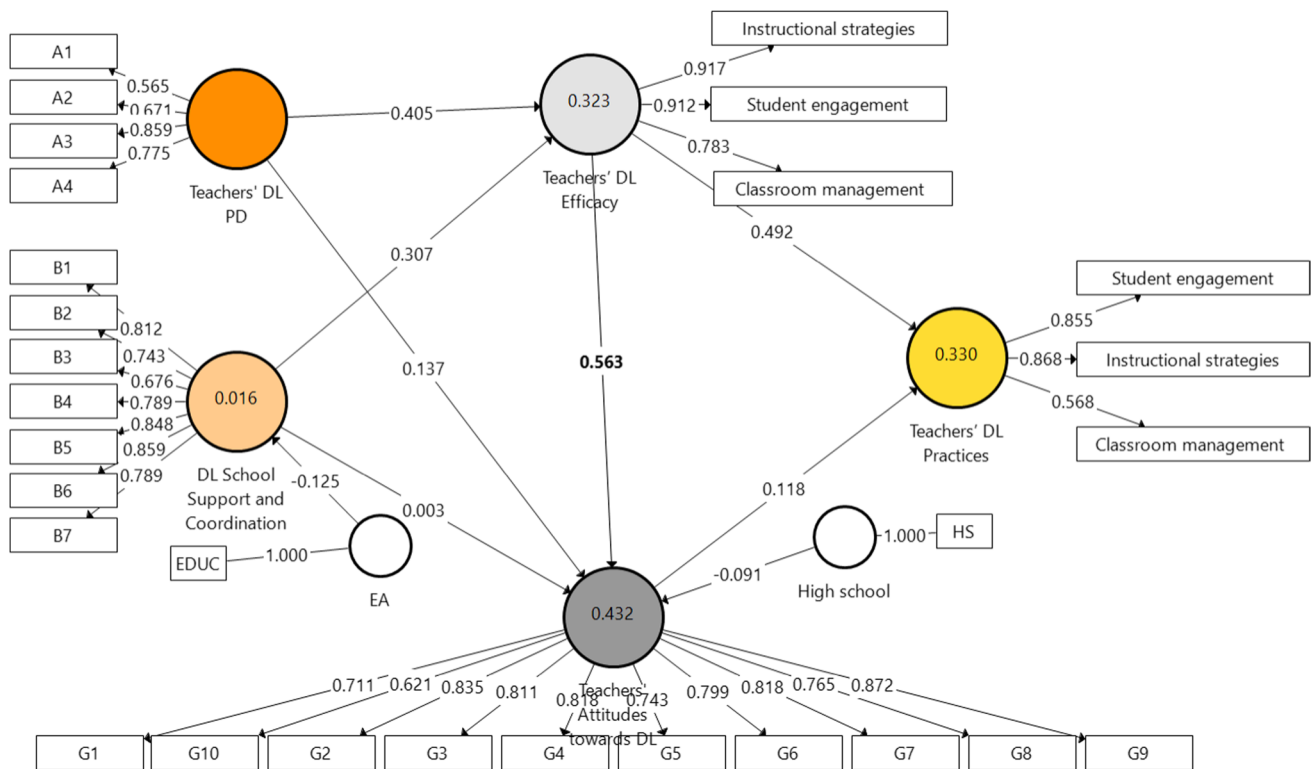 Instructional strategies
A1
0.565
0.917
A2
0.671
0.323
0.912
Student engagement
0.405
A3
0.859
0.775
0.783
A4
Teachers' DL
PD
Teachers’ DL
Efficacy
Classroom management
0.492
0.307
B1
Student engagement
B2
0.812
0.855
B3
0.743
0.137
0.563
0.330
0.868
Instructional strategies
0.676
B4
0.789
0.016
0.568
0.848
B5
0.859
Teachers’ DL
Practices
Classroom management
0.789
B6
DL School
Support and
Coordination
-0.125
0.118
0.003
B7
EDUC
1.000
1.000
HS
-0.091
EA
High school
0.432
0.711
0.621
0.835
0.811
0.818
0.743
0.799
0.818
0.765
0.872
Teachers'
Attitudes
towards DL
G1
G10
G2
G3
G4
G5
G6
G7
G8
G9